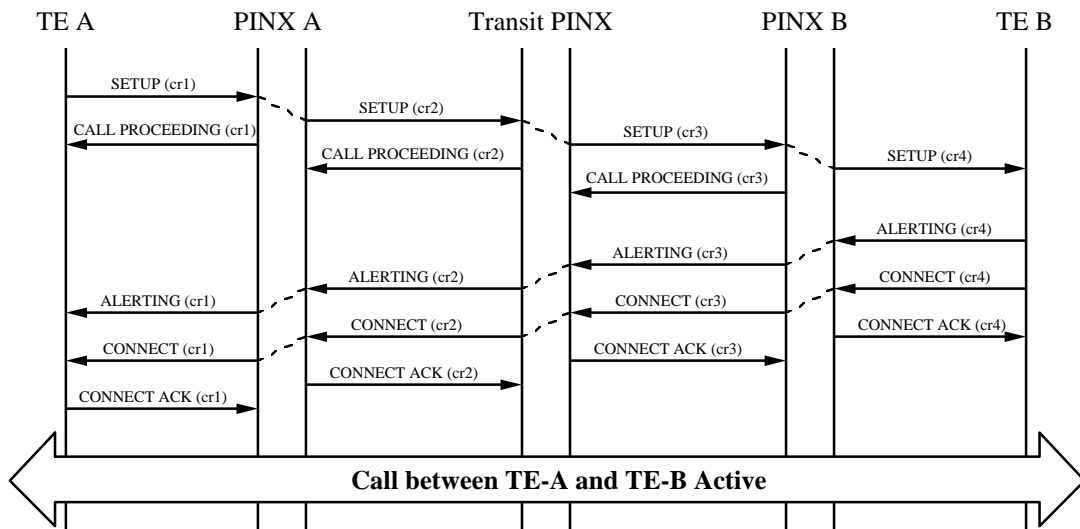 TE A PINX A Transit PINX PINX B TE B
SETUP (cr1)
SETUP (cr2)
CALL PROCEEDING (cr1)
SETUP (cr3)
CALL PROCEEDING (cr2)
SETUP (cr4)
CALL PROCEEDING (cr3)
ALERTING (cr4)
ALERTING (cr3)
ALERTING (cr2)
CONNECT (cr4)
ALERTING (cr1)
CONNECT (cr3)
CONNECT (cr2)
CONNECT ACK (cr4)
CONNECT (cr1)
CONNECT ACK (cr3)
CONNECT ACK (cr2)
CONNECT ACK (cr1)
Call between TE-A and TE-B Active